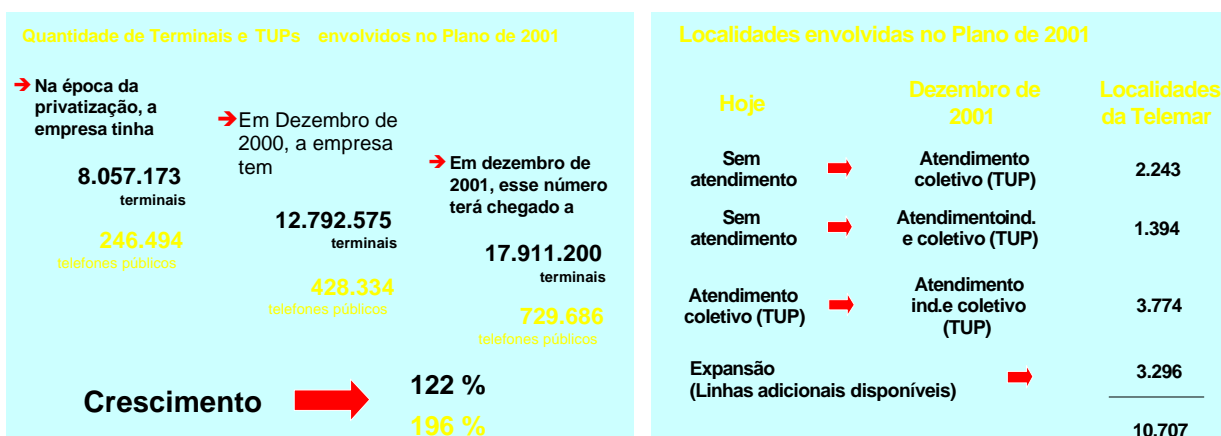 Quantidade de Terminais e TUPs envolvidos no Plano de 2001
Na época da
privatização, a
empresa tinha
8.057.173
terminais
246.494
telefones públicos
Em Dezembro de
2000, a empresa
tem
12.792.575
terminais
428.334
telefones públicos
Em dezembro de
2001, esse número
terá chegado a
17.911.200
terminais
729.686
telefones públicos
Crescimento
122 %
196 %
Localidades envolvidas no Plano de 2001
Hoje
Dezembro de
2001
Localidades
da Telemar
Sem
atendimento
Atendimento
coletivo (TUP)
2.243
Sem
atendimento
Atendimentoind.
e coletivo (TUP)
1.394
Atendimento
coletivo (TUP)
Atendimento
ind.e coletivo
(TUP)
3.774
Expansão
(Linhas adicionais disponíveis)
3.296
10.707